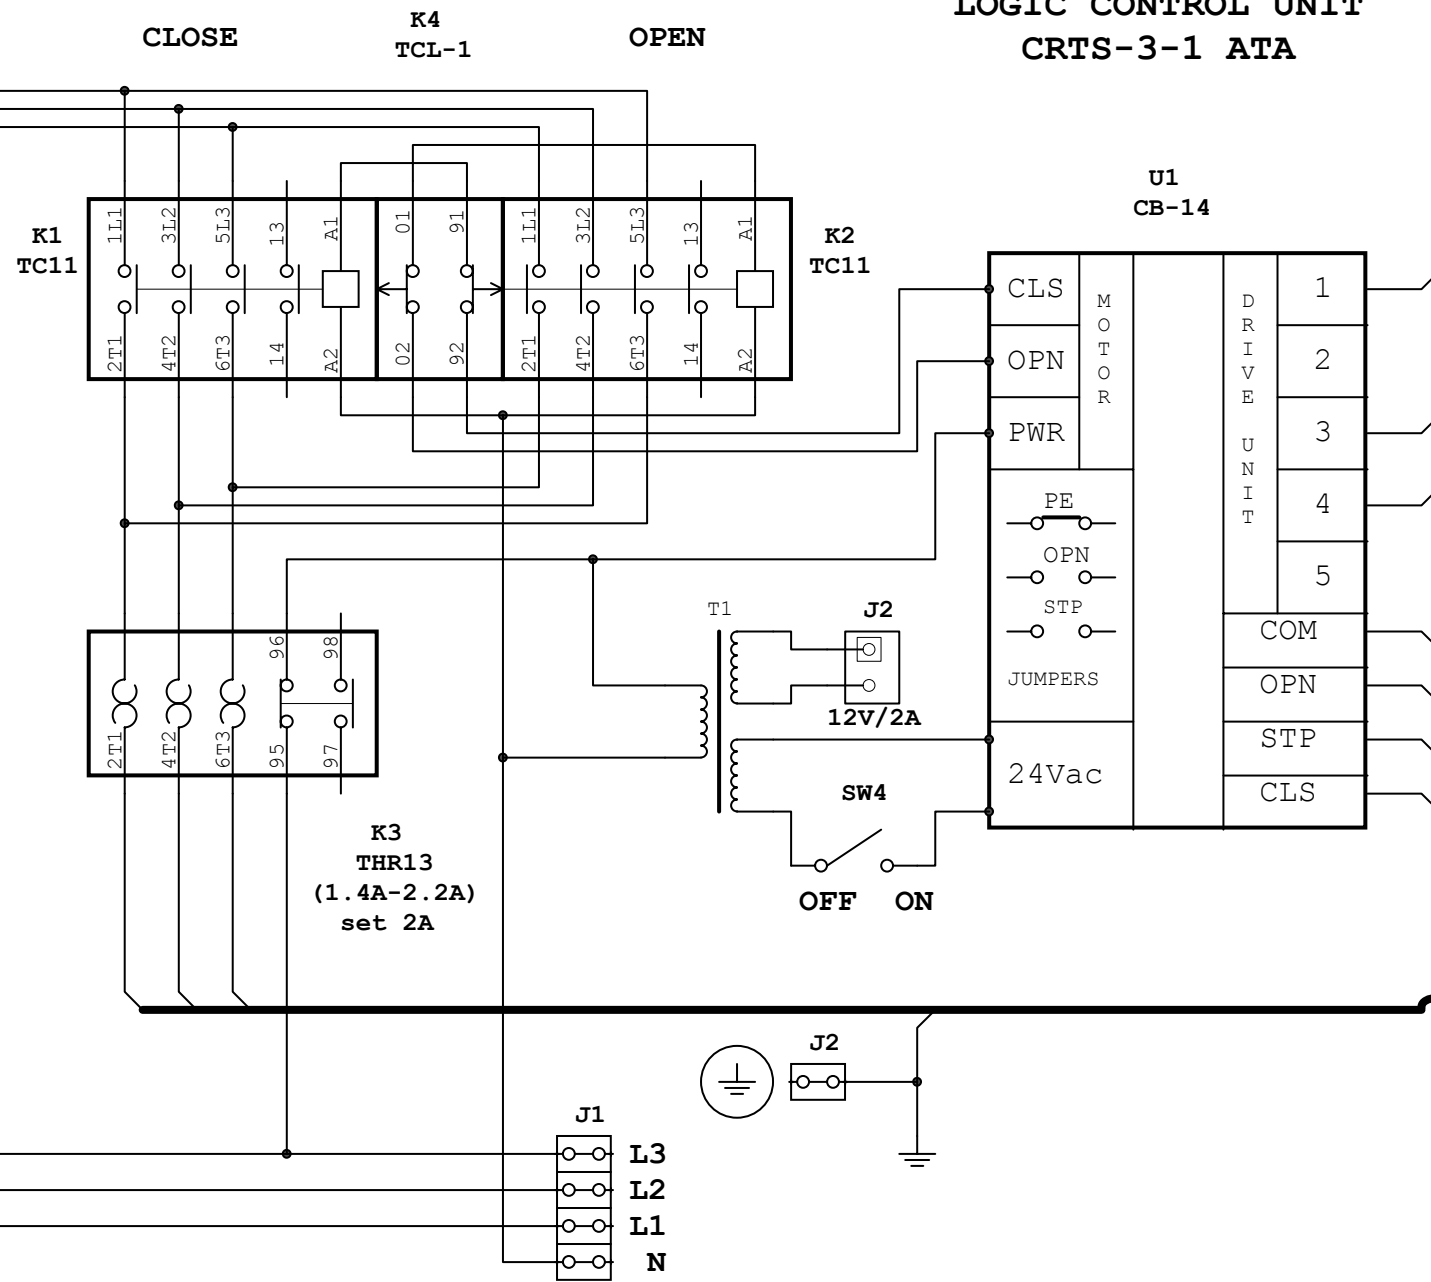 LOGIC CONTROL UNIT
CRTS-3-1 ATA
CLOSE
K4
TCL-1
OPEN
K1
TC11
1L1
3L2
5L3
13
A1
01
91
1L1
3L2
5L3
13
A1
2T1
4T2
6T3
14
A2
02
92
2T1
4T2
6T3
14
A2
K2
TC11
U1
CB-14
CLS
OPN
PWR
MOTOR
DRIVE UNIT
1
2
3
4
5
PE
OPN
STP
JUMPERS
24Vac
COM
OPN
STP
CLS
96
98
2T1
4T2
6T3
95
97
K3
THR13
(1.4A-2.2A)
set 2A
T1
J2
12V/2A
SW4
OFF
ON
J2
J1
L3
L2
L1
N